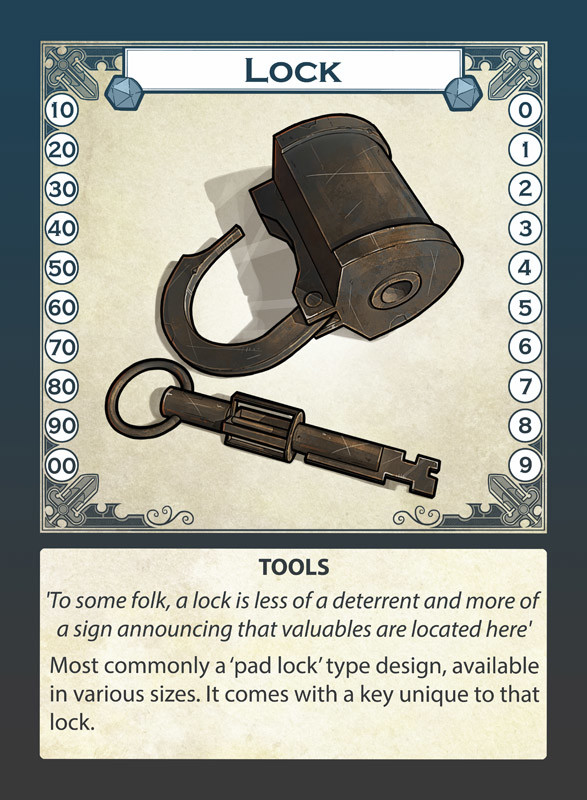 LOCK
10
20
30
40
50
60
70
80
90
00
0
1
2
3
4
5
6
7
8
9
TOOLS
'To some folk, a lock is less of a deterrent and more of
a sign announcing that valuables are located here'
Most commonly a 'pad lock' type design, available
in various sizes. It comes with a key unique to that
lock.